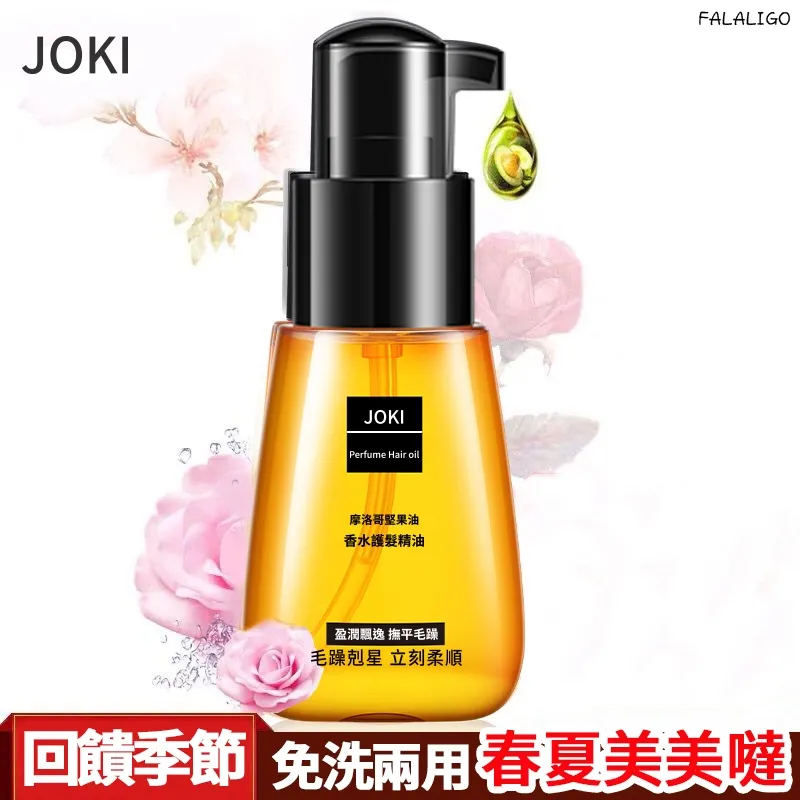 FALALIGO
JOKI
JOKI
Perfume Hair oil
摩洛哥堅果油
香水護髮精油
盈潤飄逸 撫平毛躁
毛躁剋星 立刻柔順
回饋季節 免洗兩用 春夏美美噠